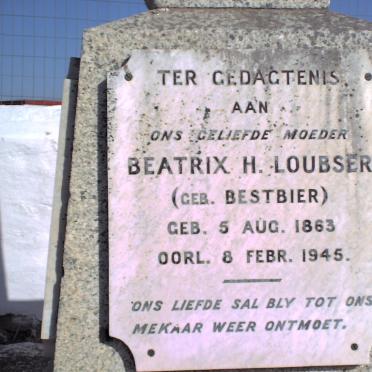 TER GEDAGTENIS
AAN
ONS GELIEFDE MOEDER
BEATRIX H. LOUBSER
(GEB. BESTBIER)
GEB. 5 AUG. 1863
OORL. 8 FEBR. 1945.
ONS LIEFDE SAL BLY TOT ONS
MEKAAR WEER ONTMOET.